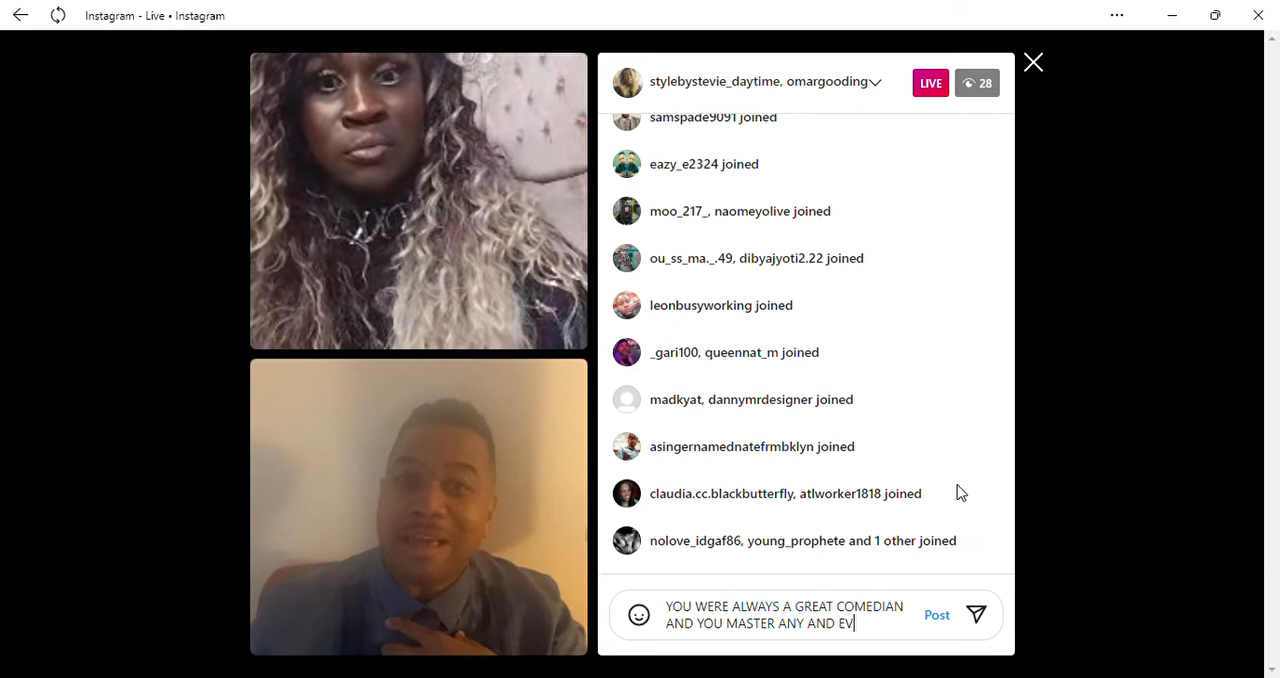 Instagram - Live • Instagram
stylebystevie_daytime, omargooding
LIVE
28
samspade9091 joined
eazy_e2324 joined
moo_217_, naomeyolive joined
ou_ss_ma._.49, dibyajyoti2.22 joined
leonbusyworking joined
_gari100, queennat_m joined
madkyat, dannymrdesigner joined
asingernamednatefrmbklyn joined
claudia.cc.blackbutterfly, atlworker1818 joined
nolove_idgaf86, young_prophete and 1 other joined
YOU WERE ALWAYS A GREAT COMEDIAN
AND YOU MASTER ANY AND EV
Post